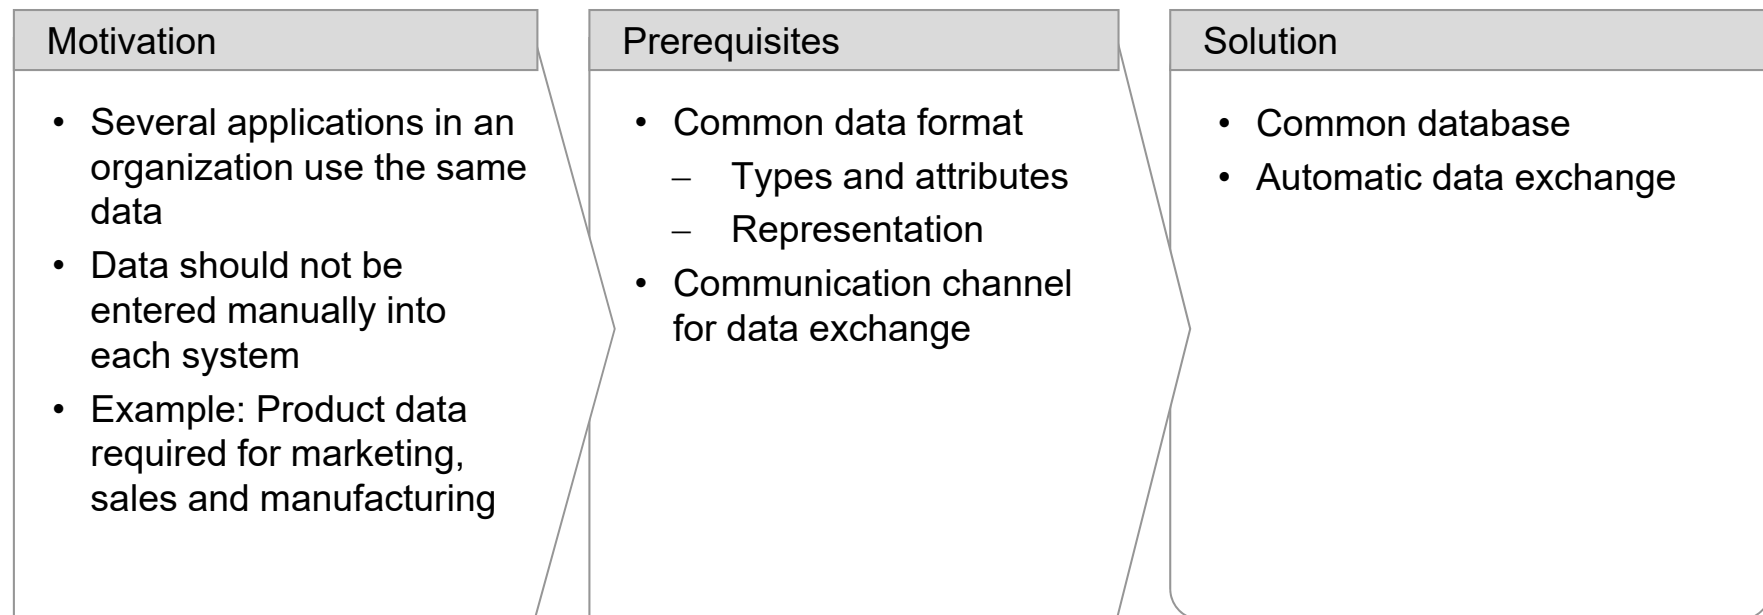 Motivation
• Several applications in an
organization use the same
data
• Data should not be
entered manually into
each system
• Example: Product data
required for marketing,
sales and manufacturing
Prerequisites
• Common data format
– Types and attributes
– Representation
• Communication channel
for data exchange
Solution
• Common database
• Automatic data exchange